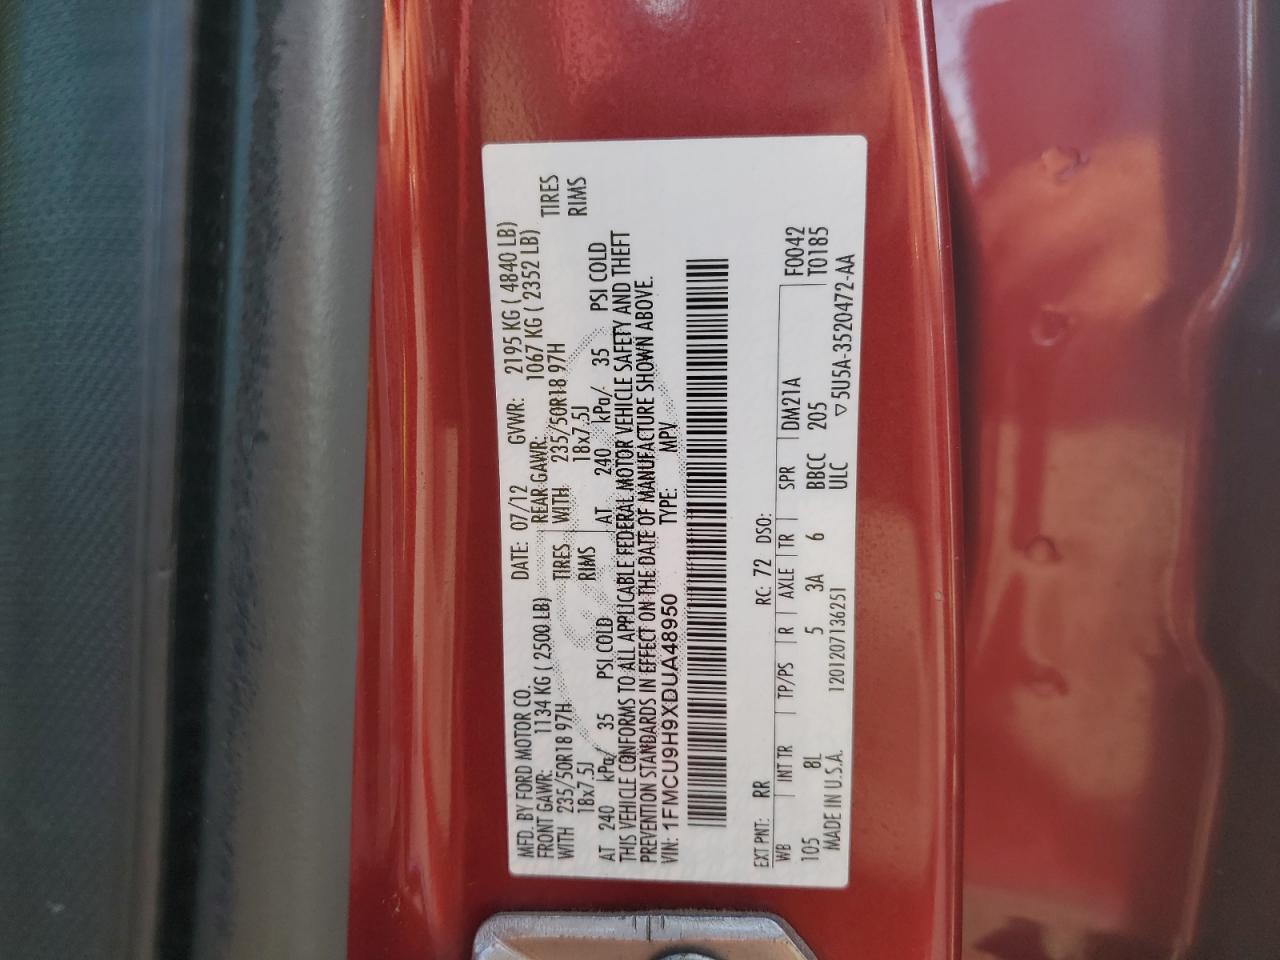 MFD. BY FORD MOTOR CO. DATE: 07/12 GVWR: 2195 KG ( 4840 LB)
FRONT GAWR: 1134 KG ( 2500 LB) REAR GAWR: 1067 KG ( 2352 LB)
WITH 235/50R18 97H TIRES WITH 235/50R18 97H TIRES
18x7.5J RIMS 18x7.5J RIMS
AT 240 kPa/ 35 PSI COLD AT 240 kPa/ 35 PSI COLD
THIS VEHICLE CONFORMS TO ALL APPLICABLE FEDERAL MOTOR VEHICLE SAFETY AND THEFT
PREVENTION STANDARDS IN EFFECT ON THE DATE OF MANUFACTURE SHOWN ABOVE.
VIN: 1FMCU9H9XDUA48950 TYPE: MPV
EXT PNT: RR RC: 72 DSO:
WB INT TR TP/PS R AXLE TR SPR DM21A F0042
105 8L 5 3A 6 BBCC 205 T0185
MADE IN U.S.A. 1201207136251 ULC ▽5U5A-3520472-AA